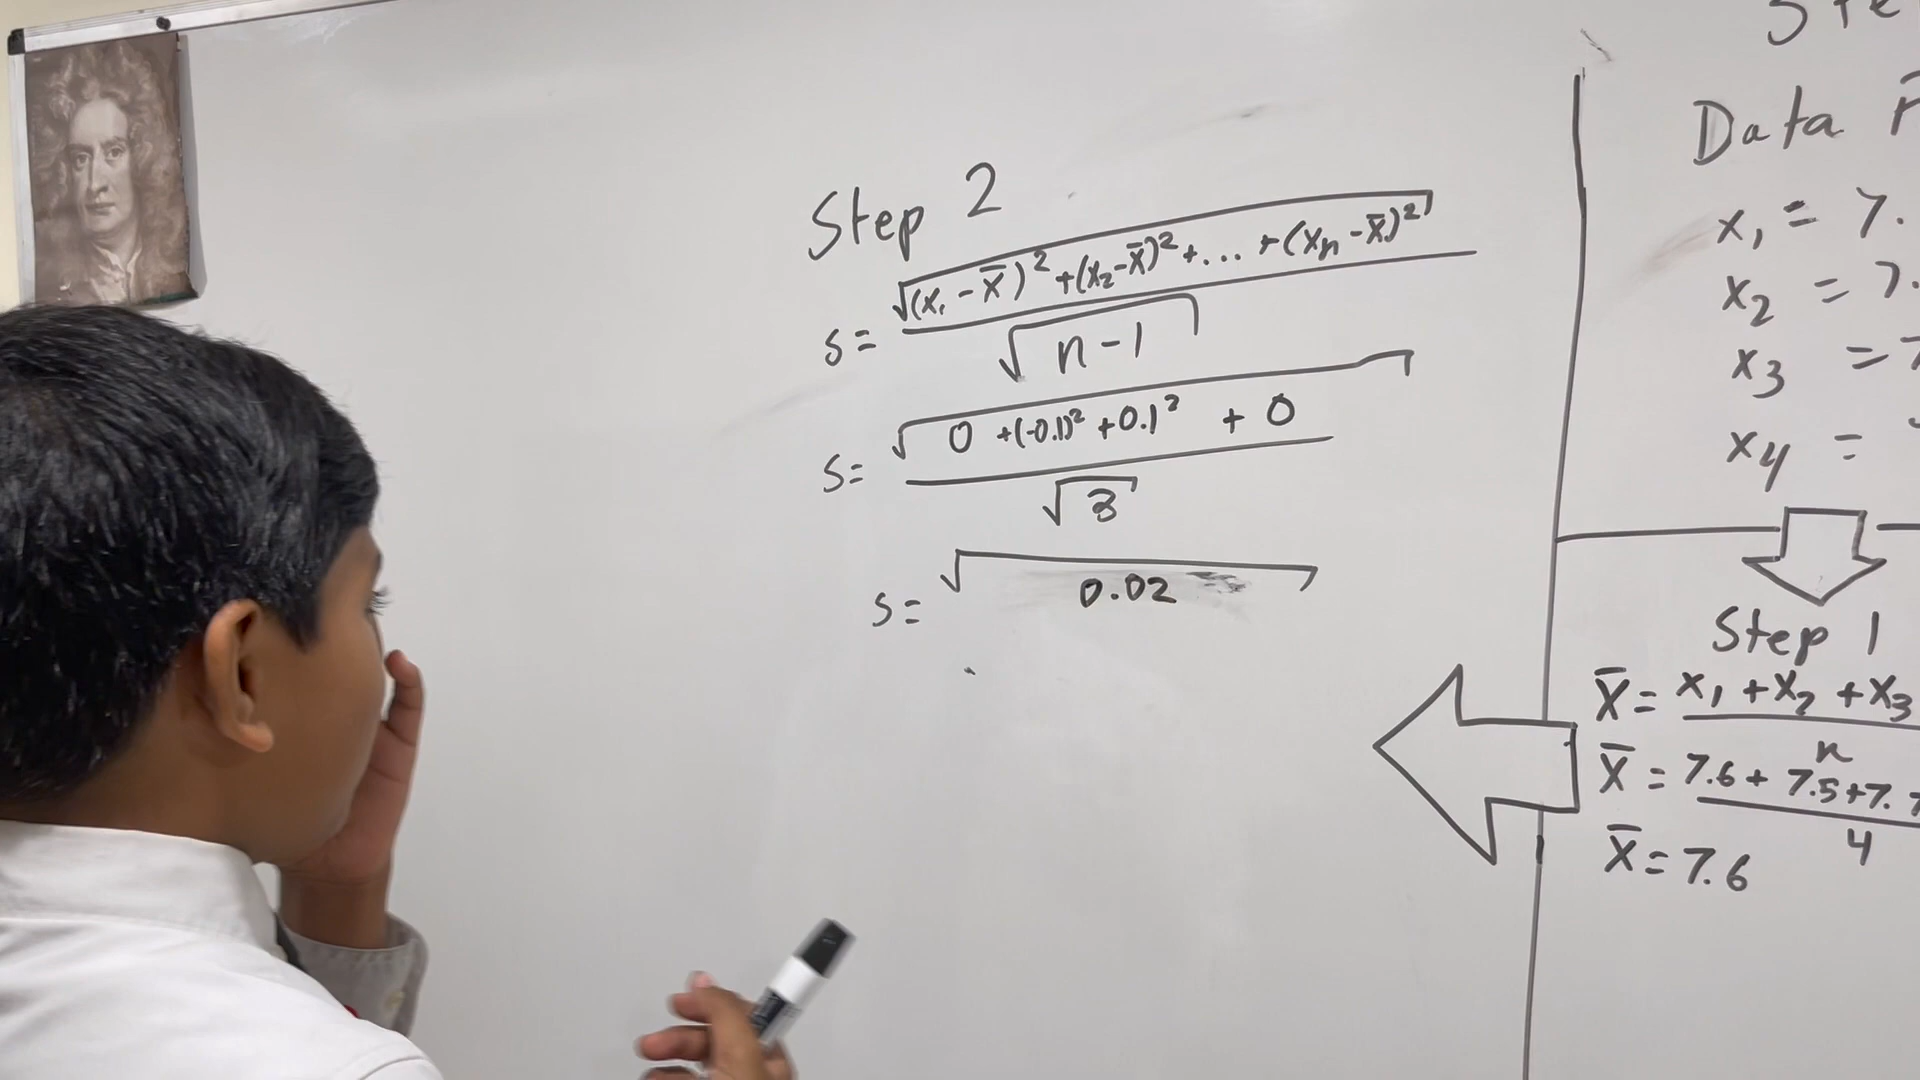 Step 2
s = √(x₁ - x̄)² + (x₂ - x̄)² + ... + (xₙ - x̄)²
√n - 1
s = √0 + (-0.1)² + 0.1² + 0
√3
s = √0.02
Data
x₁ = 7.
x₂ = 7.
x₃ = 7
x₄ =
Step 1
x̄ = x₁ + x₂ + x₃
n
x̄ = 7.6 + 7.5 + 7.7
4
x̄ = 7.6